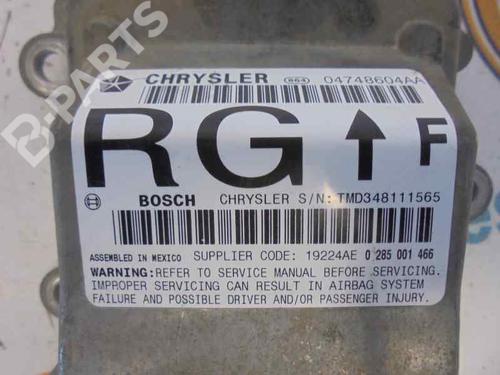 B-PARTS
CHRYSLER 664 04748604AA
RG ↑ F
BOSCH CHRYSLER S/N: TMD348111565
ASSEMBLED IN MEXICO SUPPLIER CODE: 19224AE 0 285 001 466
WARNING: REFER TO SERVICE MANUAL BEFORE SERVICING.
IMPROPER SERVICING CAN RESULT IN AIRBAG SYSTEM
FAILURE AND POSSIBLE DRIVER AND/OR PASSENGER INJURY.